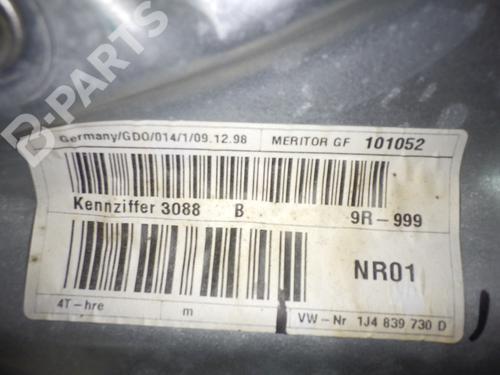 B-PARTS
Germany/GDO/014/1/09.12.98 MERITOR GF 101052
Kennziffer 3088 B 9R-999
NR01
4T-hre m VW-Nr 1J4 839 730 D